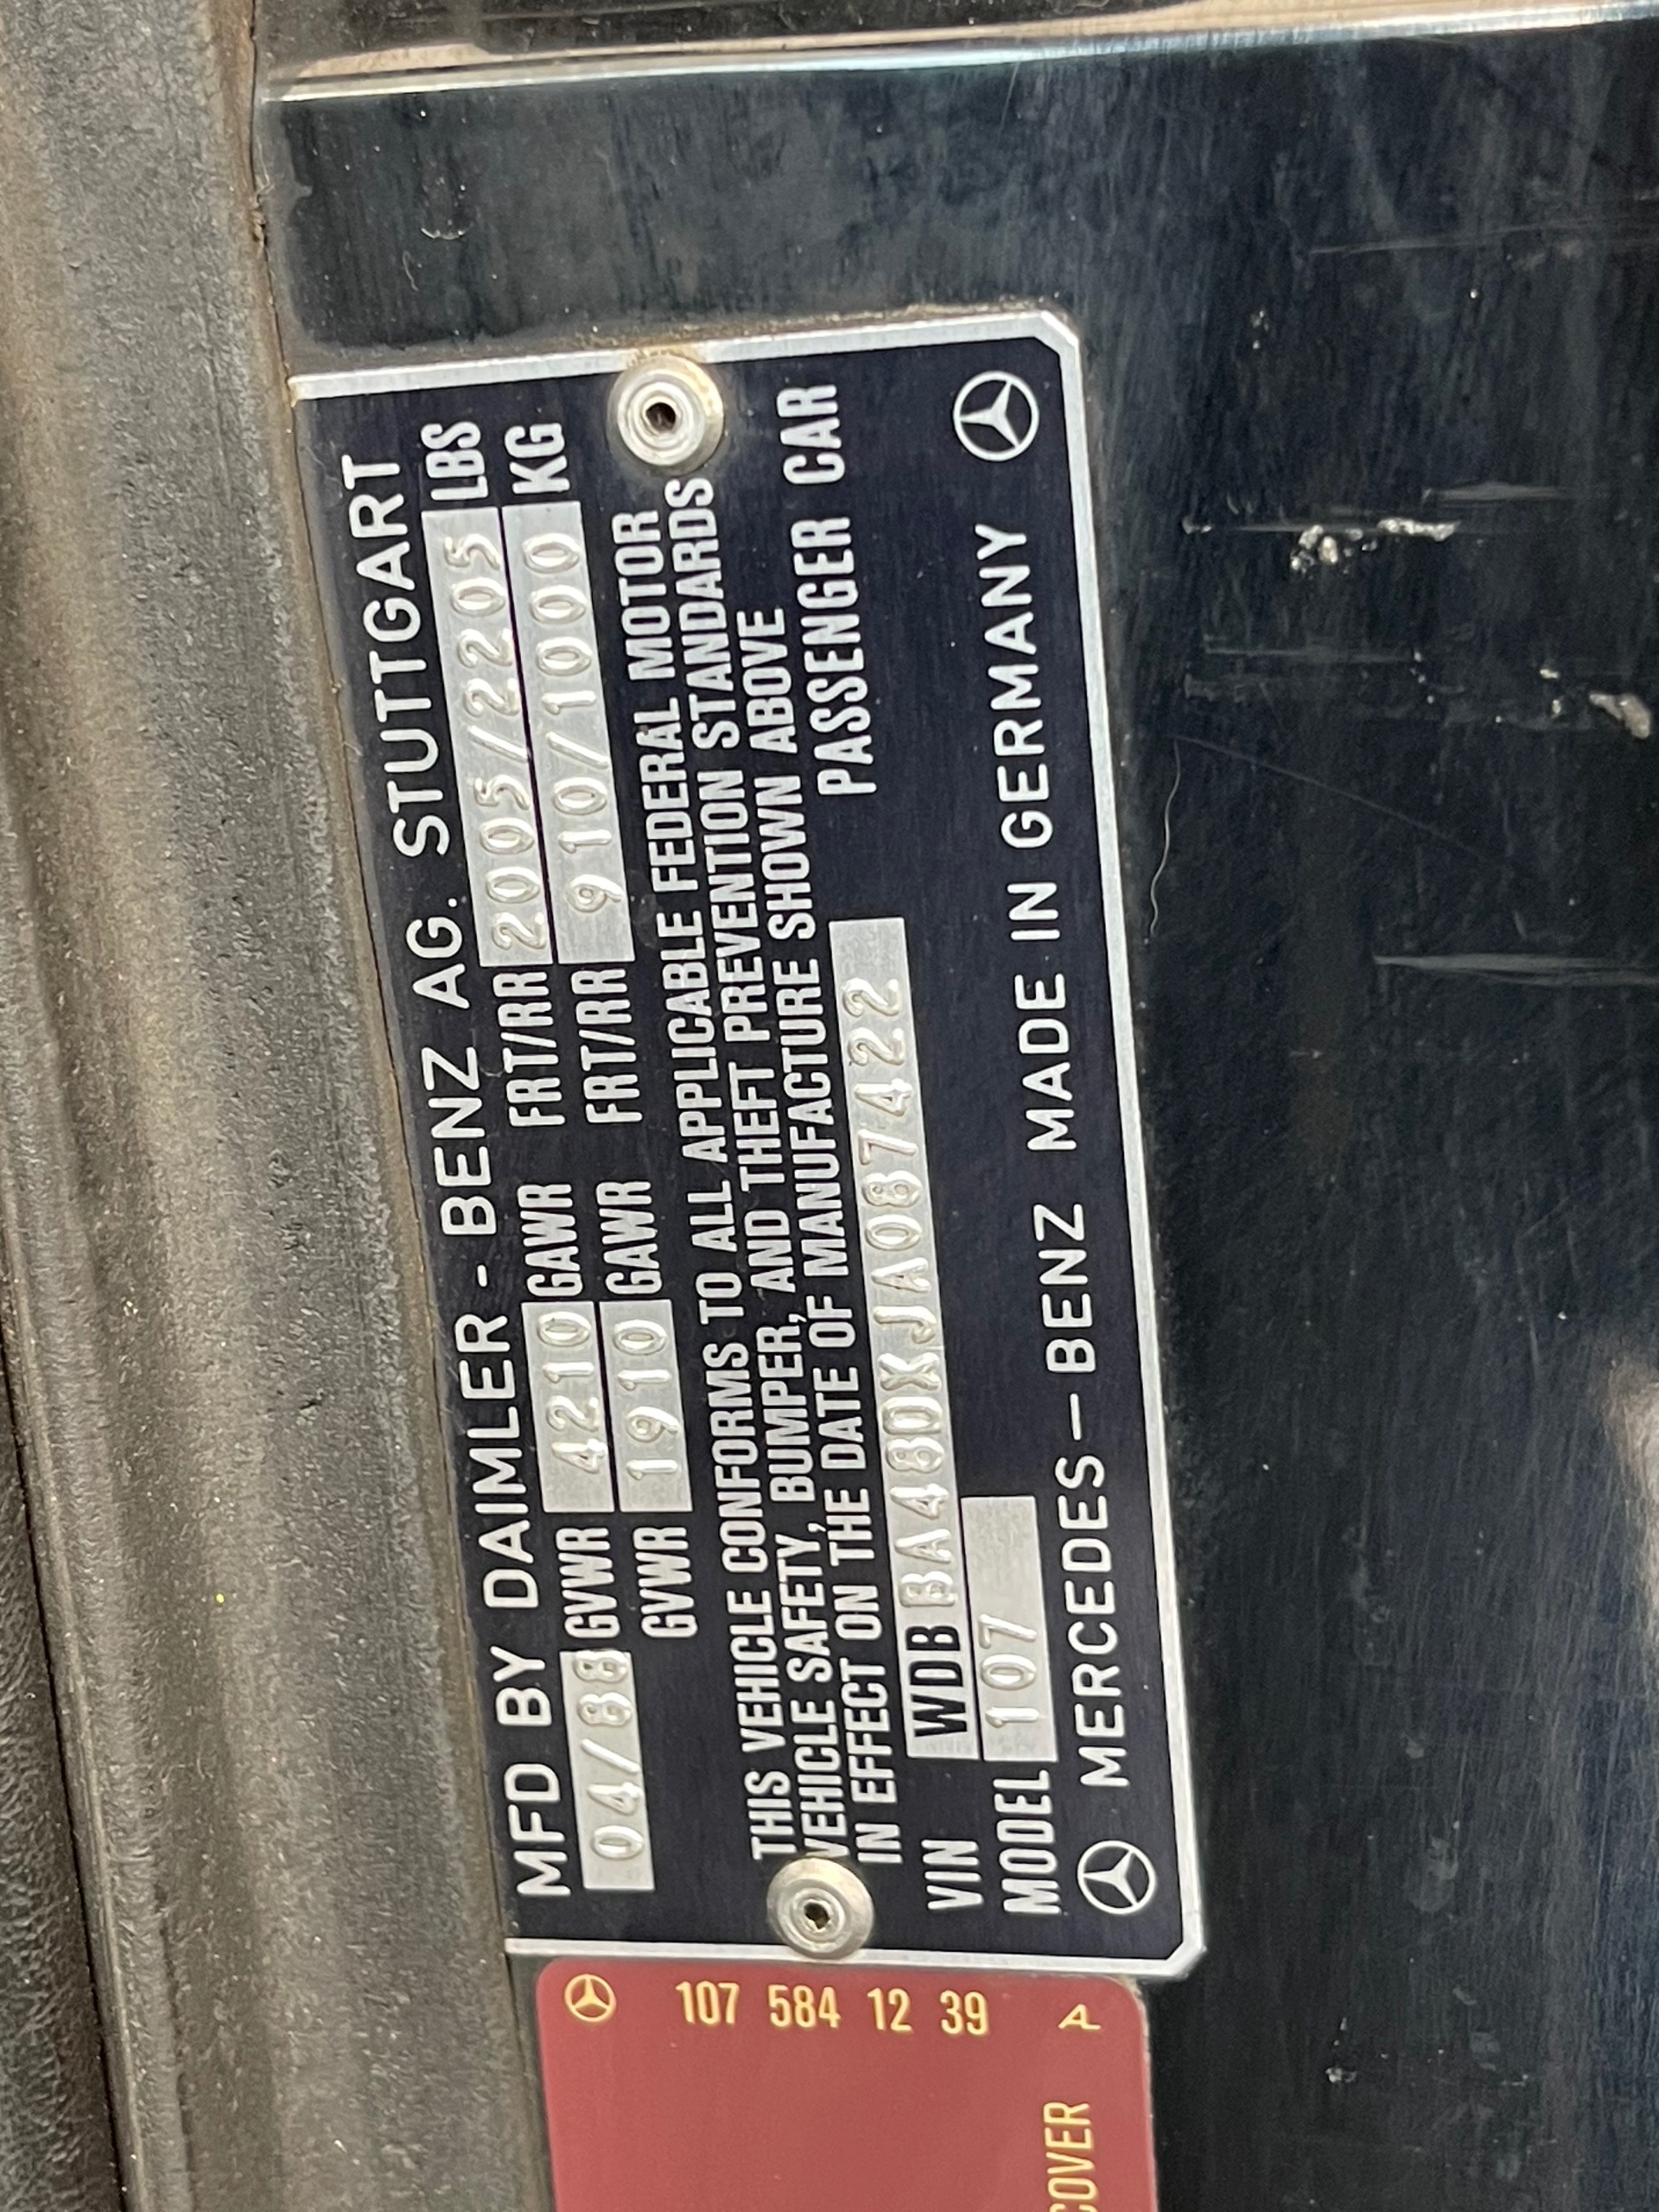 MFD BY DAIMLER - BENZ AG. STUTTGART
04/88 GVWR 4210 GAWR FRT/RR 2005/2205 LBS
GVWR 1910 GAWR FRT/RR 910/1000 KG
THIS VEHICLE CONFORMS TO ALL APPLICABLE FEDERAL MOTOR
VEHICLE SAFETY, BUMPER, AND THEFT PREVENTION STANDARDS
IN EFFECT ON THE DATE OF MANUFACTURE SHOWN ABOVE
VIN WDB BA48DXJA087422 PASSENGER CAR
MODEL 107
MERCEDES-BENZ MADE IN GERMANY
107 584 12 39 A
COVER